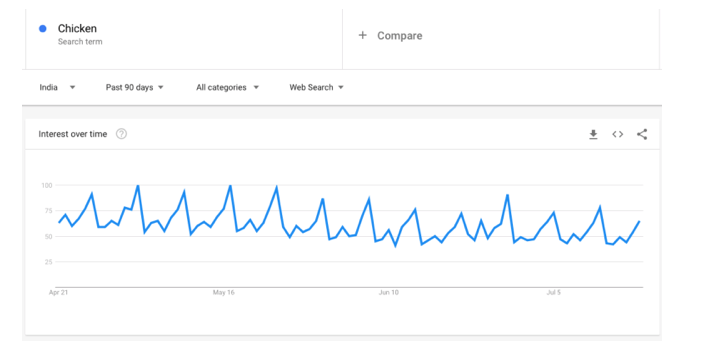 Chicken
Search term
+ Compare
India
Past 90 days
All categories
Web Search
Interest over time ?
100
75
50
25
Apr 21
May 16
Jun 10
Jul 5